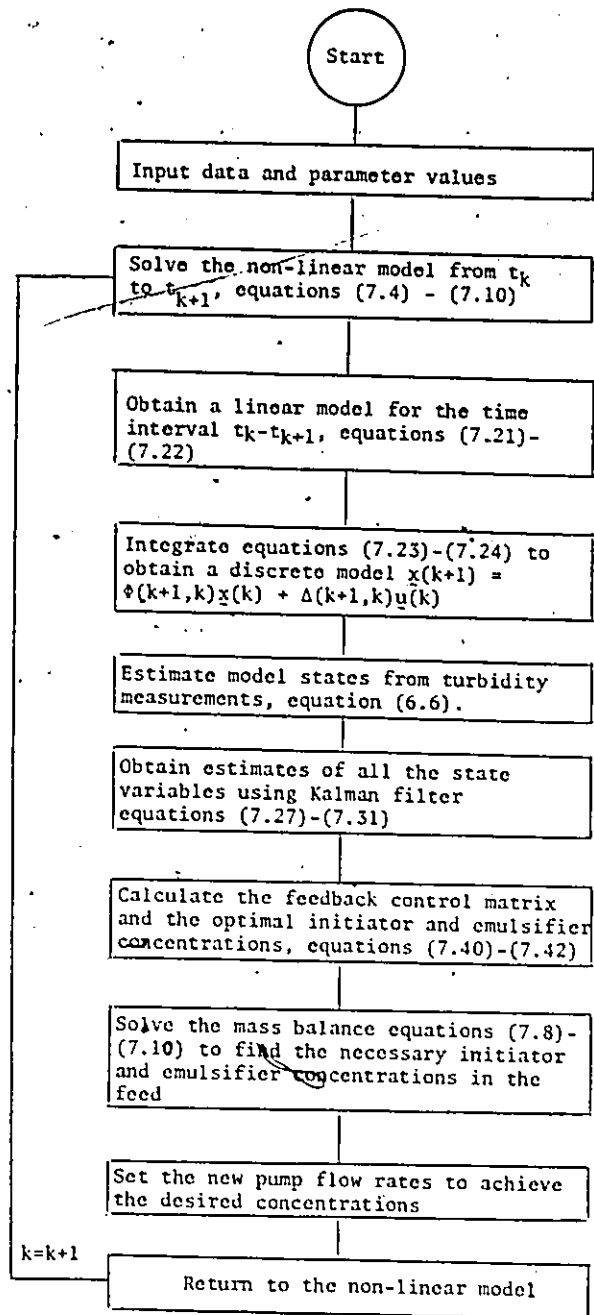 Start
Input data and parameter values
Solve the non-linear model from t_k
to t_{k+1}, equations (7.4) - (7.10)
Obtain a linear model for the time
interval t_k-t_{k+1}, equations (7.21)-
(7.22)
Integrate equations (7.23)-(7.24) to
obtain a discrete model x̰(k+1) =
Φ(k+1,k)x̰(k) + Δ(k+1,k)ṵ(k)
Estimate model states from turbidity
measurements, equation (6.6).
Obtain estimates of all the state
variables using Kalman filter
equations (7.27)-(7.31)
Calculate the feedback control matrix
and the optimal initiator and emulsifier
concentrations, equations (7.40)-(7.42)
Solve the mass balance equations (7.8)-
(7.10) to find the necessary initiator
and emulsifier concentrations in the
feed
Set the new pump flow rates to achieve
the desired concentrations
k=k+1
Return to the non-linear model